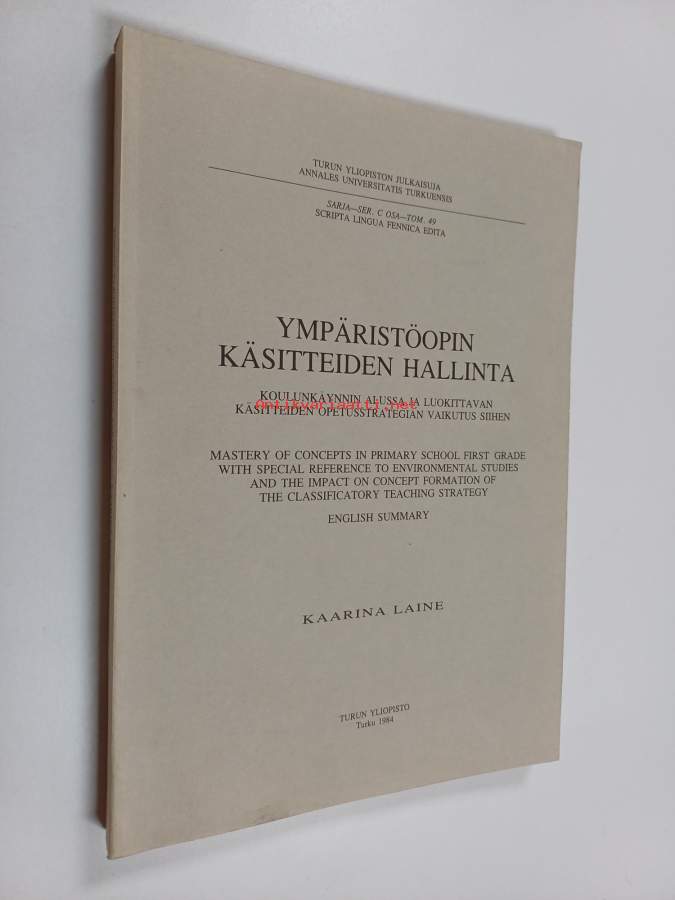 TURUN YLIOPISTON JULKAISUJA
ANNALES UNIVERSITATIS TURKUENSIS
SARJA—SER. C OSA—TOM. 49
SCRIPTA LINGUA FENNICA EDITA
YMPÄRISTÖOPIN
KÄSITTEIDEN HALLINTA
KOULUNKÄYNNIN ALUSSA JA LUOKITTAVAN
antikvariaatti.net
KÄSITTEIDEN OPETUSSTRATEGIAN VAIKUTUS SIIHEN
MASTERY OF CONCEPTS IN PRIMARY SCHOOL FIRST GRADE
WITH SPECIAL REFERENCE TO ENVIRONMENTAL STUDIES
AND THE IMPACT ON CONCEPT FORMATION OF
THE CLASSIFICATORY TEACHING STRATEGY
ENGLISH SUMMARY
KAARINA LAINE
TURUN YLIOPISTO
Turku 1984